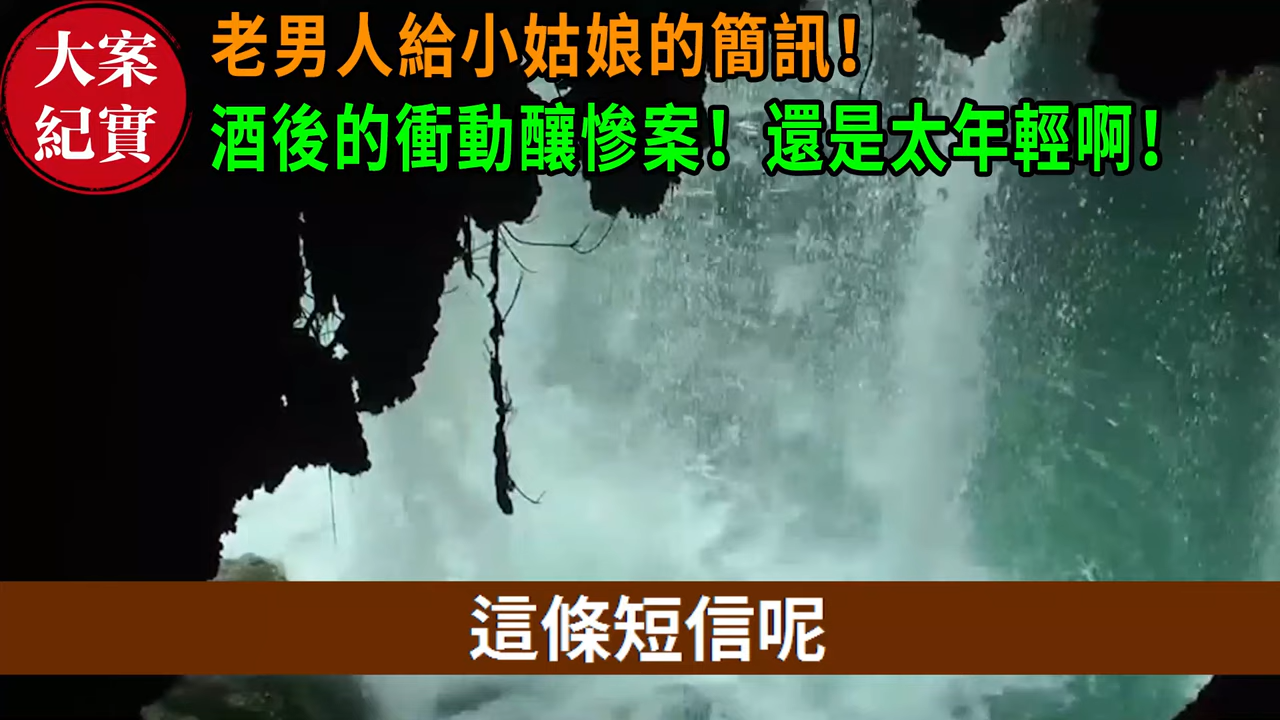 大案
紀實
老男人給小姑娘的簡訊！
酒後的衝動釀慘案！還是太年輕啊！
這條短信呢